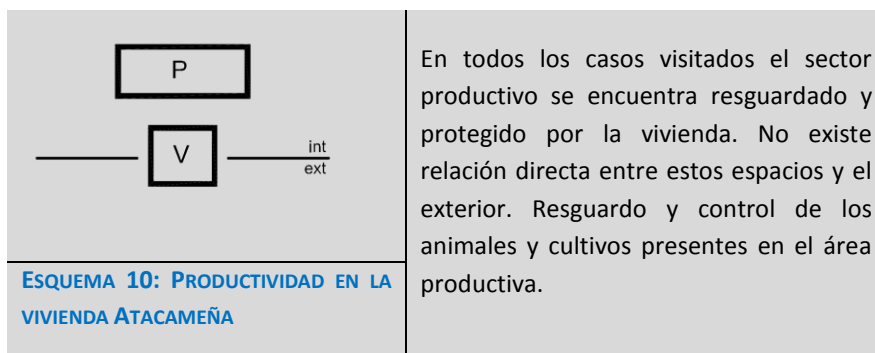 P
V
int
ext
ESQUEMA 10: PRODUCTIVIDAD EN LA
VIVIENDA ATACAMEÑA
En todos los casos visitados el sector
productivo se encuentra resguardado y
protegido por la vivienda. No existe
relación directa entre estos espacios y el
exterior. Resguardo y control de los
animales y cultivos presentes en el área
productiva.